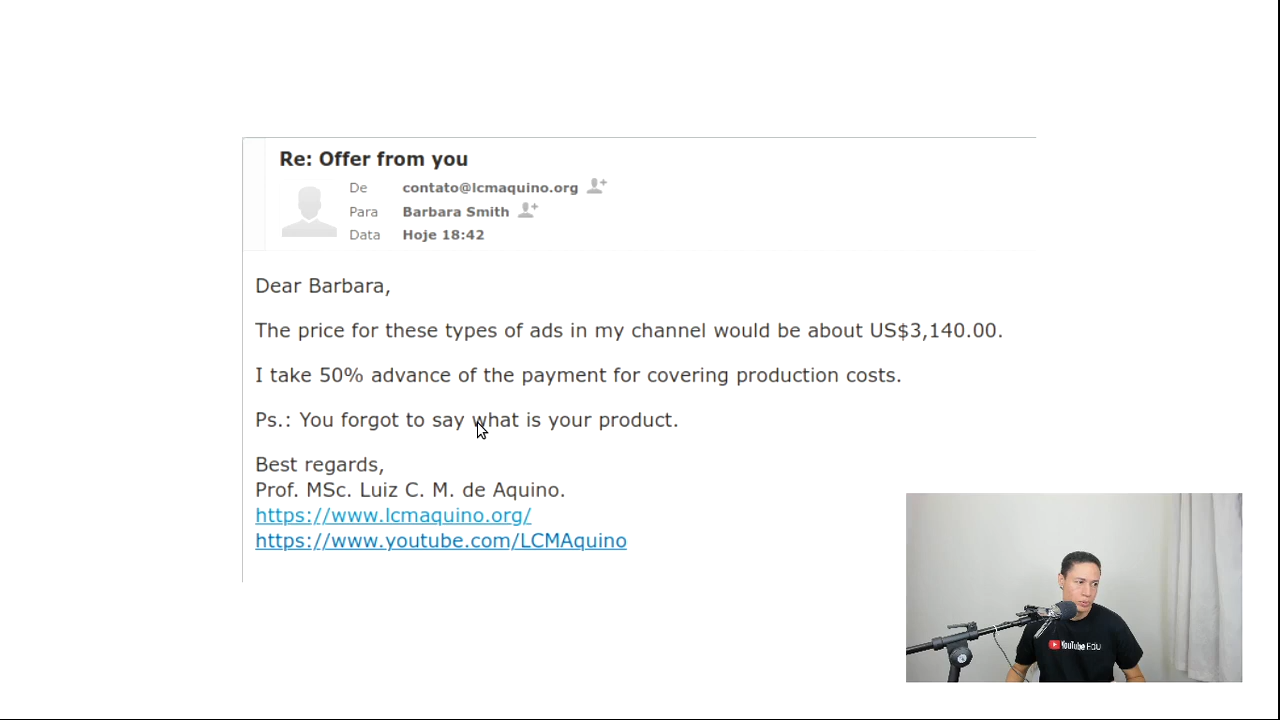 Re: Offer from you
De contato@lcmaquino.org
Para Barbara Smith
Data Hoje 18:42
Dear Barbara,
The price for these types of ads in my channel would be about US$3,140.00.
I take 50% advance of the payment for covering production costs.
Ps.: You forgot to say what is your product.
Best regards,
Prof. MSc. Luiz C. M. de Aquino.
https://www.lcmaquino.org/
https://www.youtube.com/LCMAquino
YouTube Edu